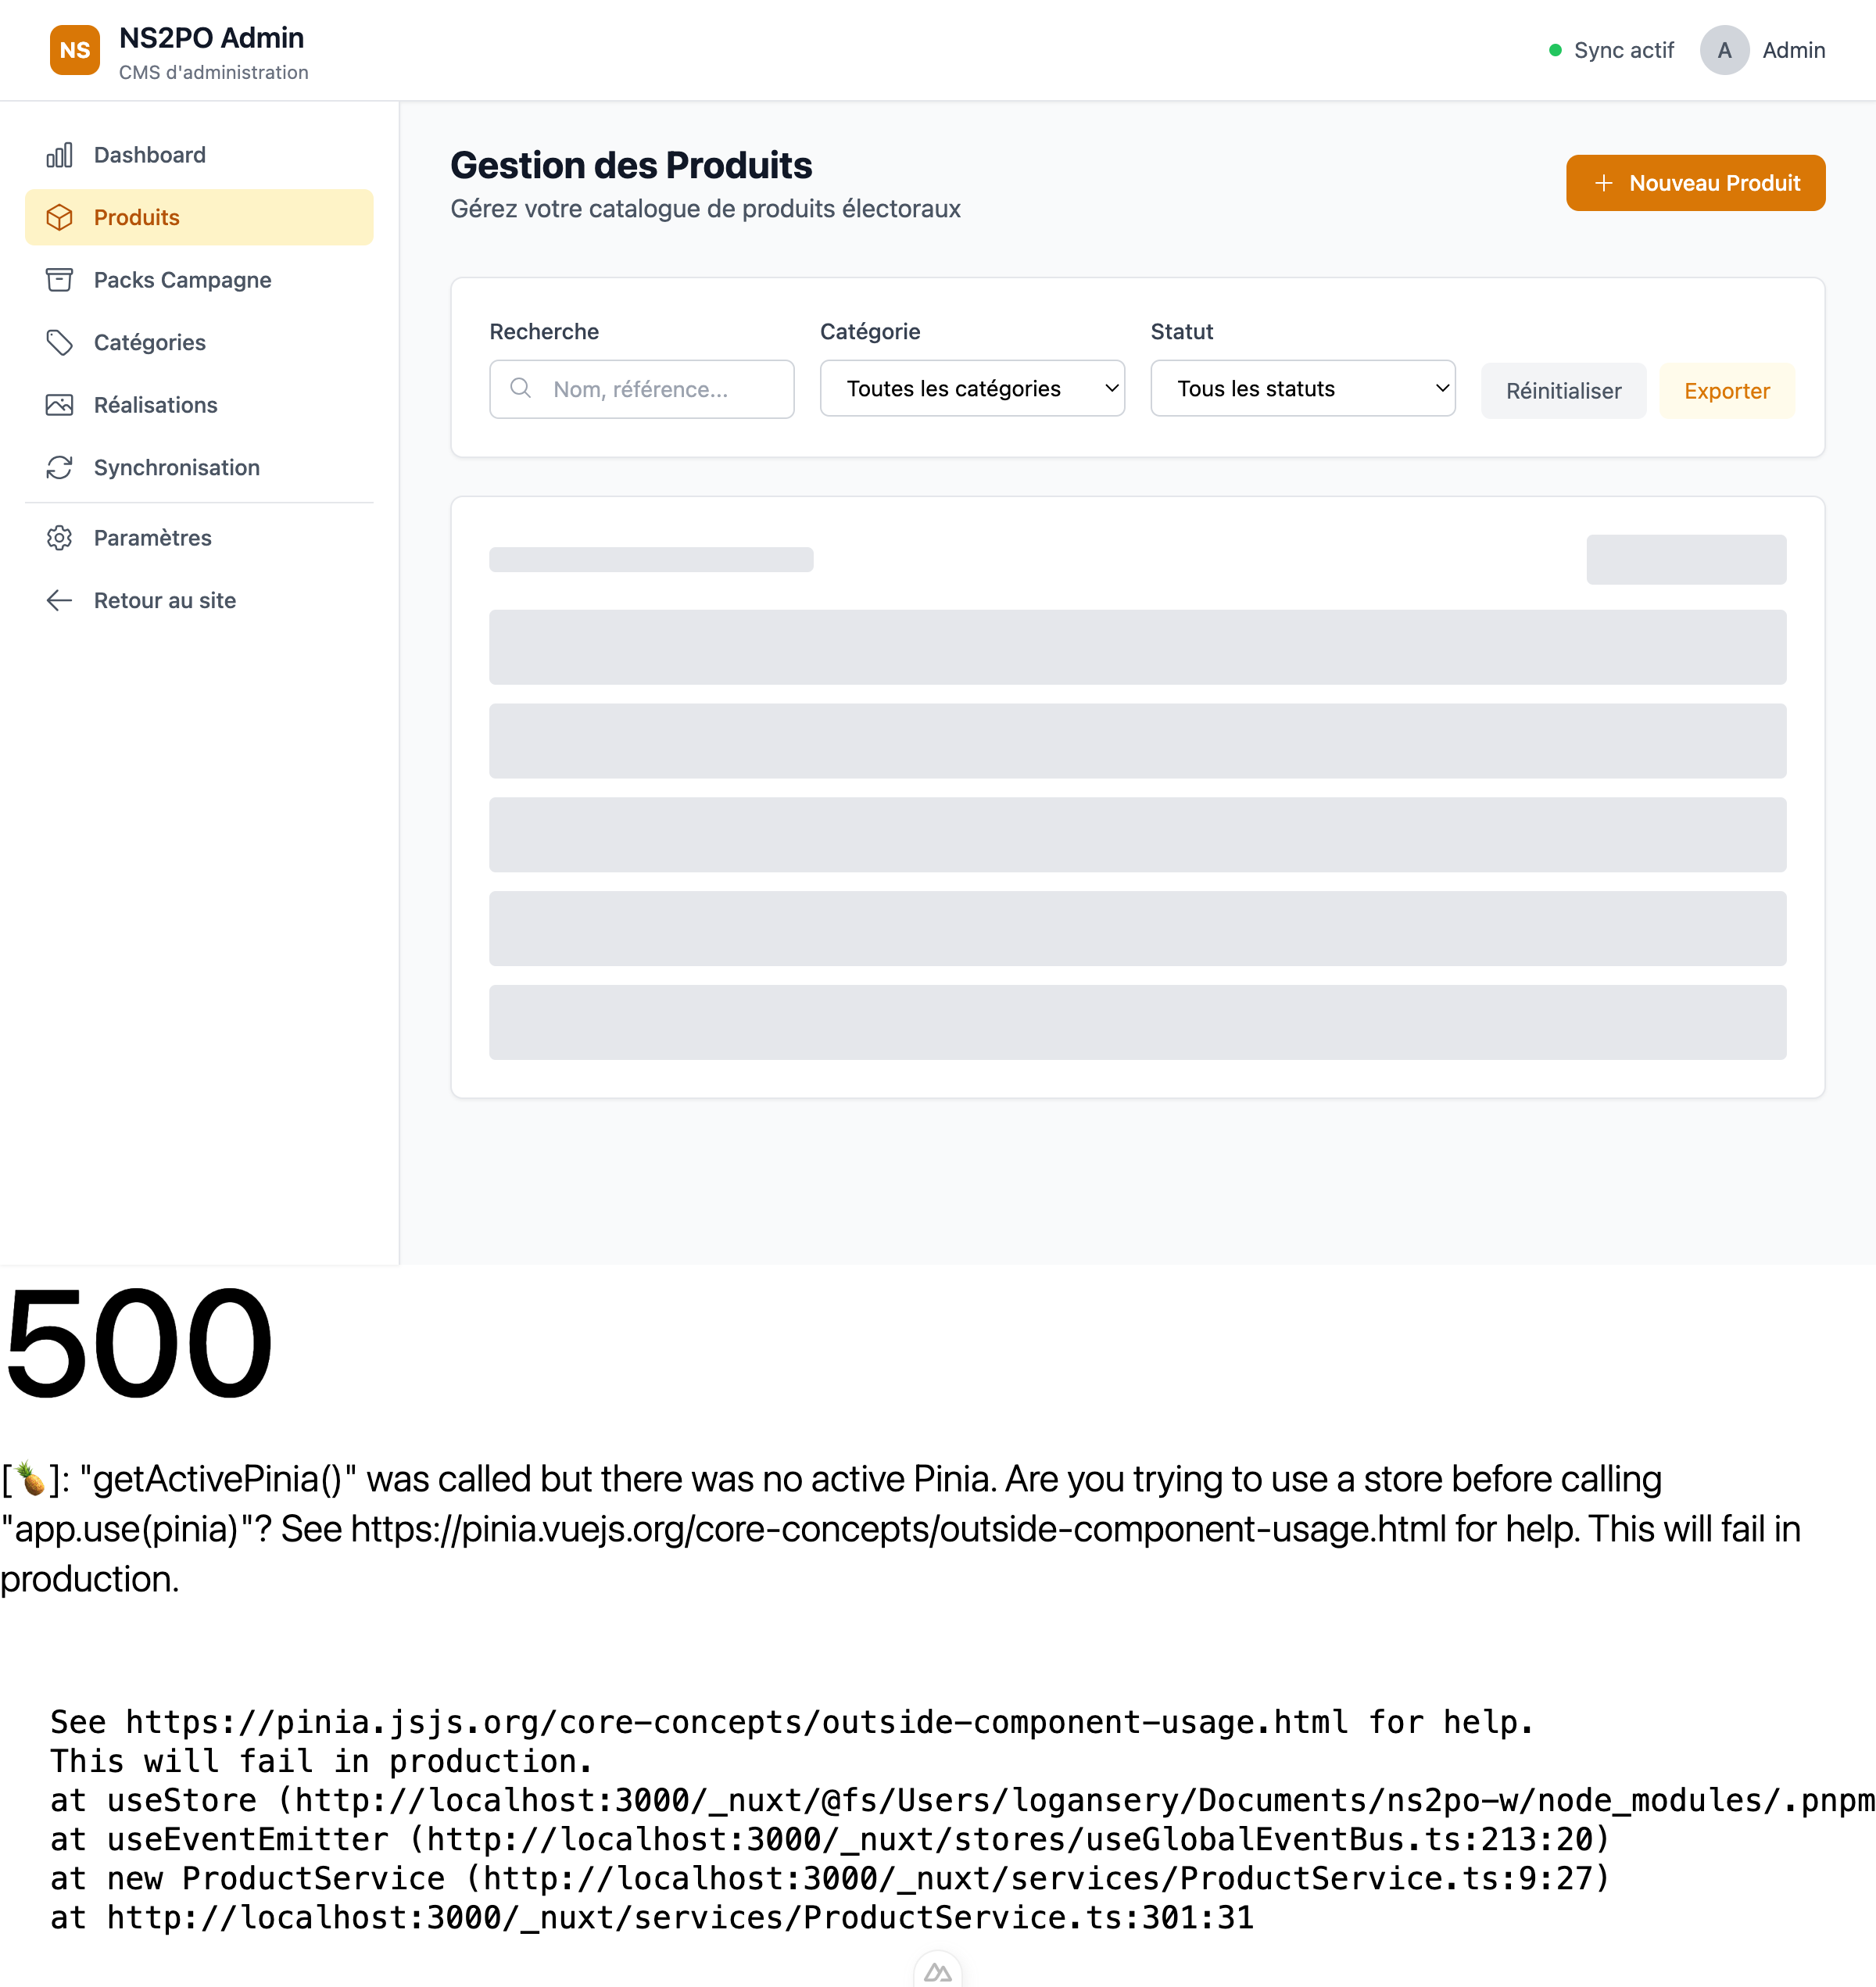 NS
NS2PO Admin
CMS d'administration
Sync actif
A
Admin
Dashboard
Produits
Packs Campagne
Catégories
Réalisations
Synchronisation
Paramètres
Retour au site
Gestion des Produits
Gérez votre catalogue de produits électoraux
Nouveau Produit
Recherche
Catégorie
Statut
Nom, référence...
Toutes les catégories
Tous les statuts
Réinitialiser
Exporter
500
[🍍]: "getActivePinia()" was called but there was no active Pinia. Are you trying to use a store before calling
"app.use(pinia)"? See https://pinia.vuejs.org/core-concepts/outside-component-usage.html for help. This will fail in
production.
See https://pinia.jsjs.org/core-concepts/outside-component-usage.html for help.
This will fail in production.
at useStore (http://localhost:3000/_nuxt/@fs/Users/logansery/Documents/ns2po-w/node_modules/.pnpm
at useEventEmitter (http://localhost:3000/_nuxt/stores/useGlobalEventBus.ts:213:20)
at new ProductService (http://localhost:3000/_nuxt/services/ProductService.ts:9:27)
at http://localhost:3000/_nuxt/services/ProductService.ts:301:31